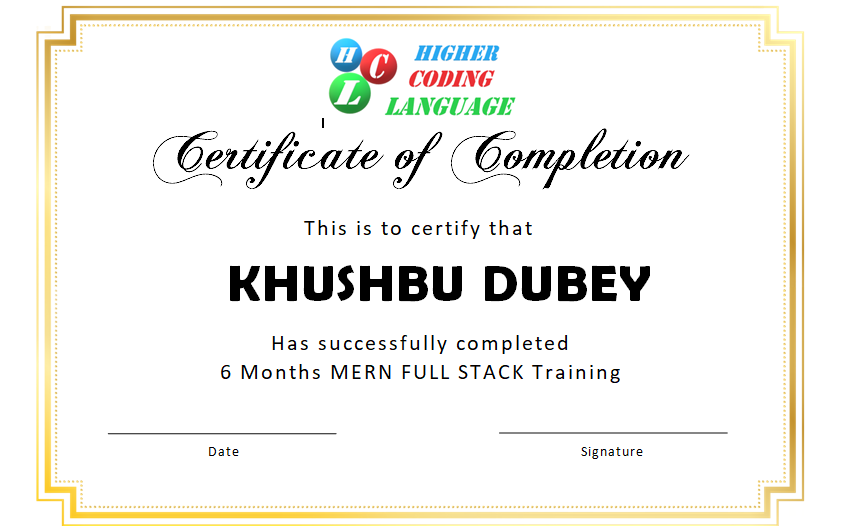 H
C
L
HIGHER
CODING
LANGUAGE
Certificate of Completion
This is to certify that
KHUSHBU DUBEY
Has successfully completed
6 Months MERN FULL STACK Training
Date
Signature